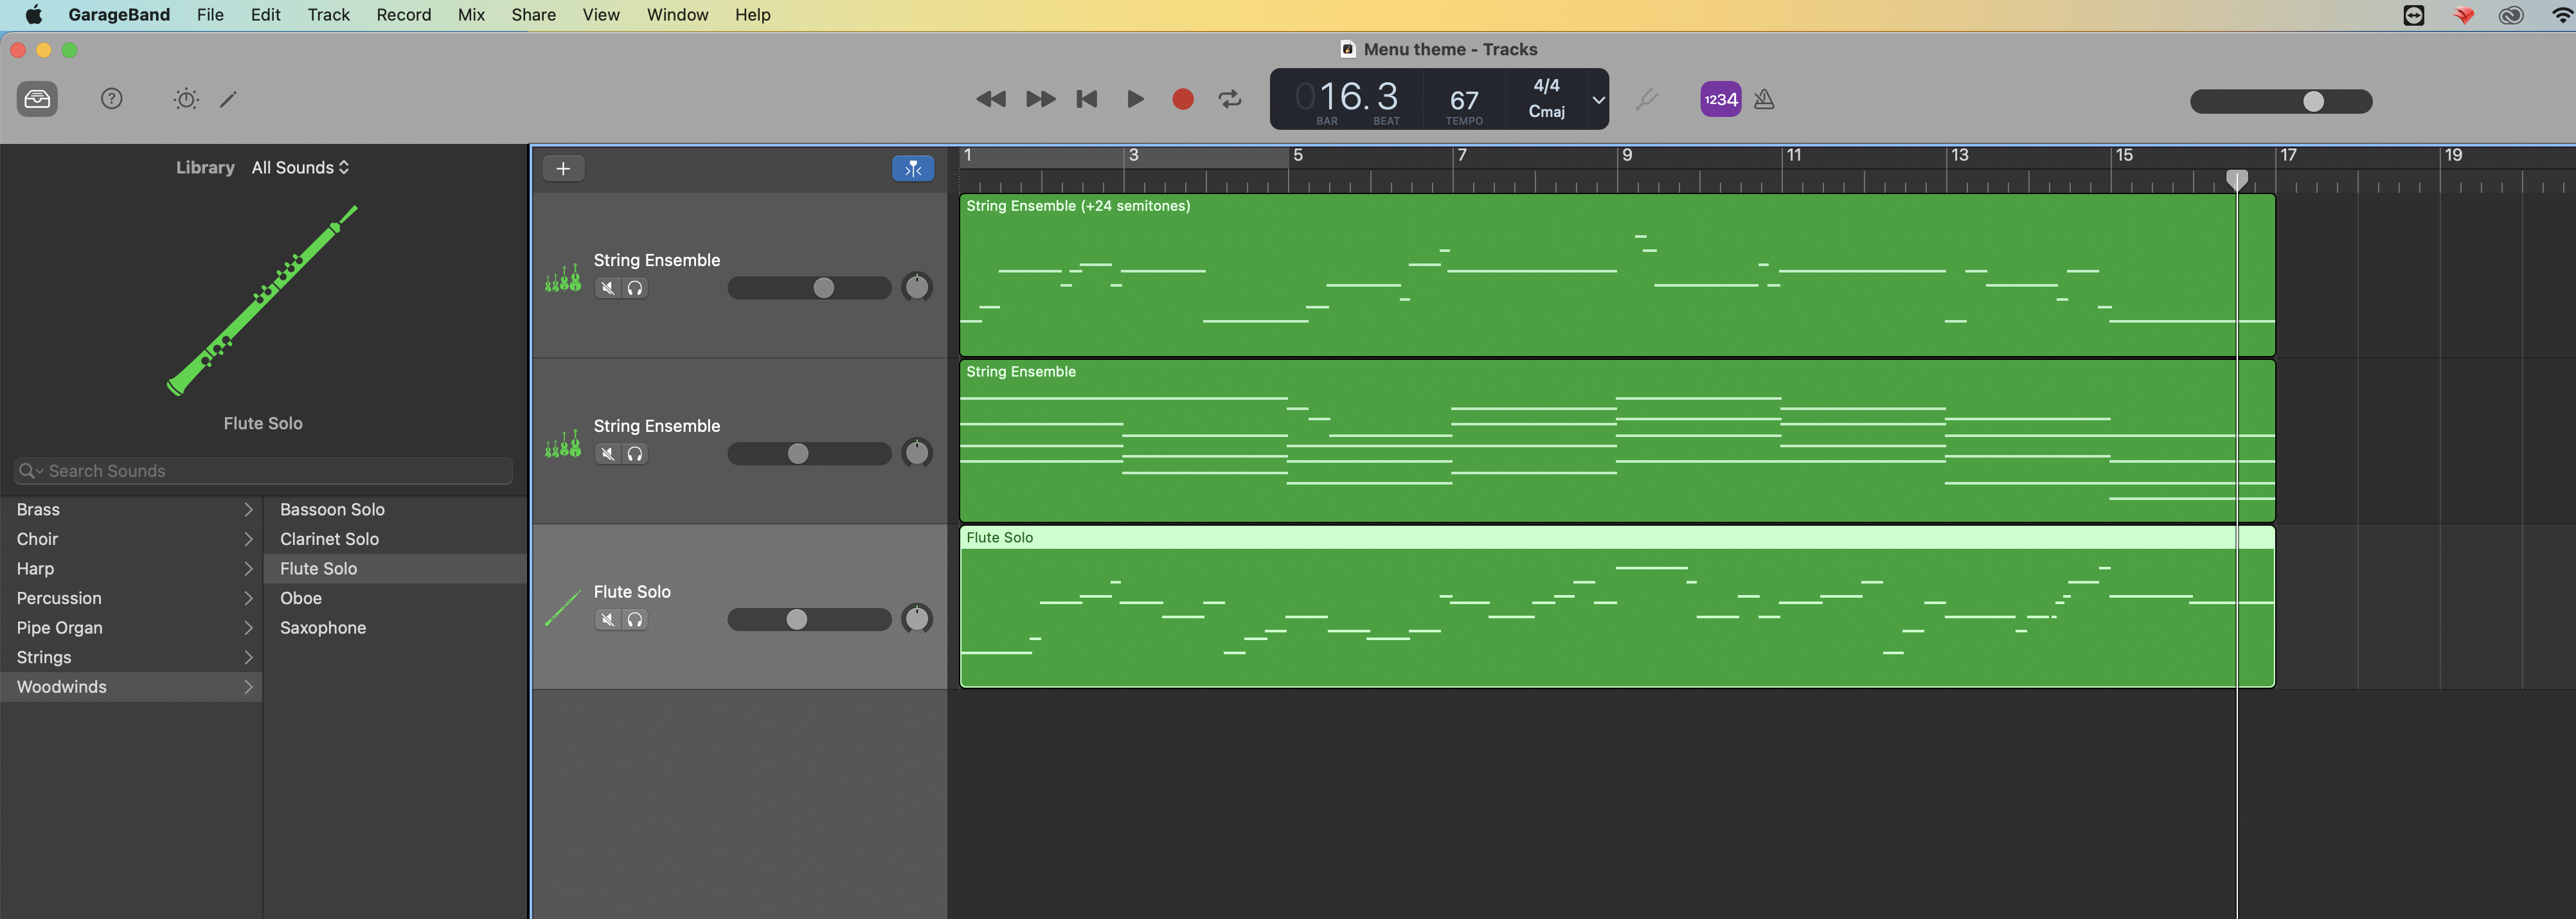 GarageBand File Edit Track Record Mix Share View Window Help
Menu theme - Tracks
016.3 67 4/4
Cmaj
BAR BEAT TEMPO
1234
Library All Sounds
Flute Solo
Search Sounds
Brass
Choir
Harp
Percussion
Pipe Organ
Strings
Woodwinds
Bassoon Solo
Clarinet Solo
Flute Solo
Oboe
Saxophone
1 3 5 7 9 11 13 15 17 19
String Ensemble
String Ensemble (+24 semitones)
String Ensemble
String Ensemble
Flute Solo
Flute Solo